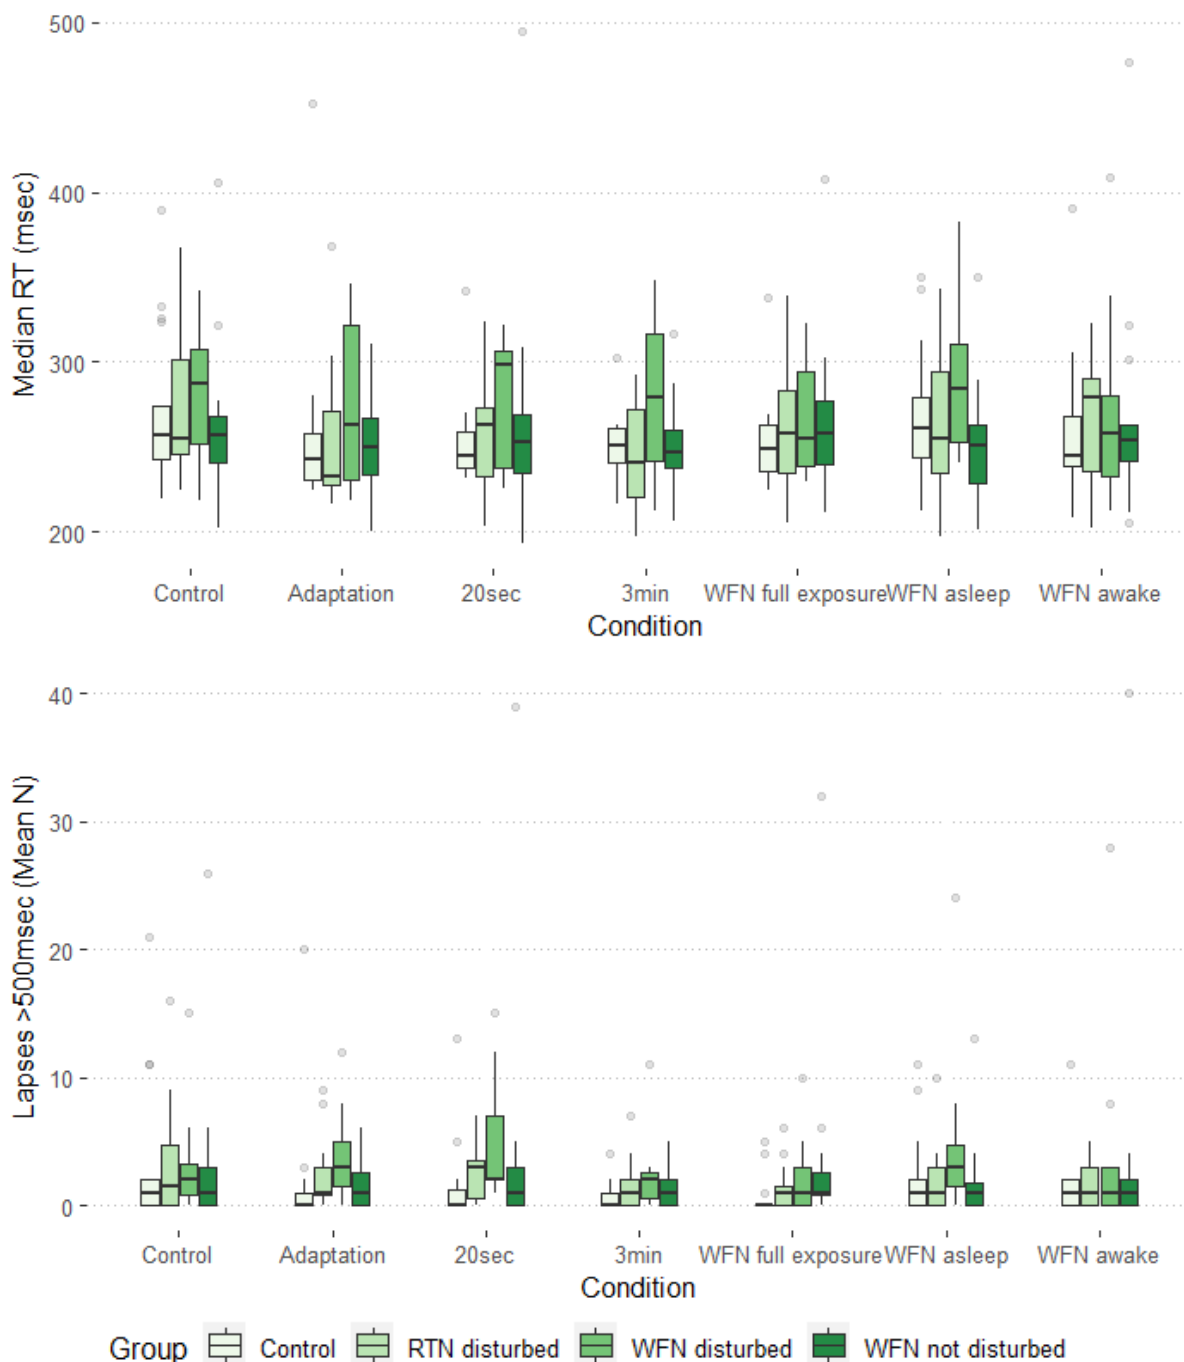 500
400
300
200
Median RT (msec)
Control Adaptation 20sec 3min WFN full exposure WFN asleep WFN awake
Condition
40
30
20
10
0
Lapses >500msec (Mean N)
Control Adaptation 20sec 3min WFN full exposure WFN asleep WFN awake
Condition
Group Control RTN disturbed WFN disturbed WFN not disturbed